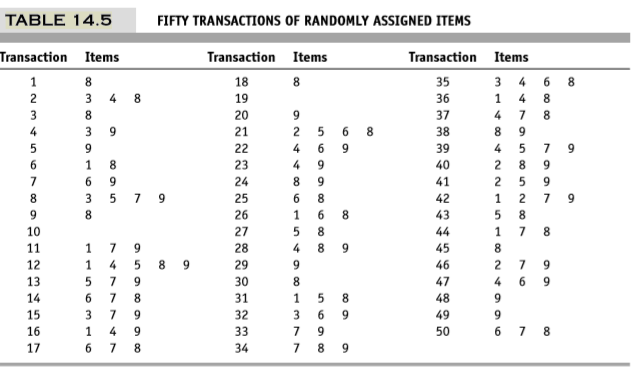 TABLE 14.5 FIFTY TRANSACTIONS OF RANDOMLY ASSIGNED ITEMS
Transaction Items Transaction Items Transaction Items
1 8 18 8 35 3 4 6 8
2 3 4 8 19 36 1 4 8
3 8 20 9 37 4 7 8
4 3 9 21 2 5 6 8 38 8 9
5 9 22 4 6 9 39 4 5 7 9
6 1 8 23 4 9 40 2 8 9
7 6 9 24 8 9 41 2 5 9
8 3 5 7 9 25 6 8 42 1 2 7 9
9 8 26 1 6 8 43 5 8
10 27 5 8 44 1 7 8
11 1 7 9 28 4 8 9 45 8
12 1 4 5 8 9 29 9 46 2 7 9
13 5 7 9 30 8 47 4 6 9
14 6 7 8 31 1 5 8 48 9
15 3 7 9 32 3 6 9 49 9
16 1 4 9 33 7 9 50 6 7 8
17 6 7 8 34 7 8 9